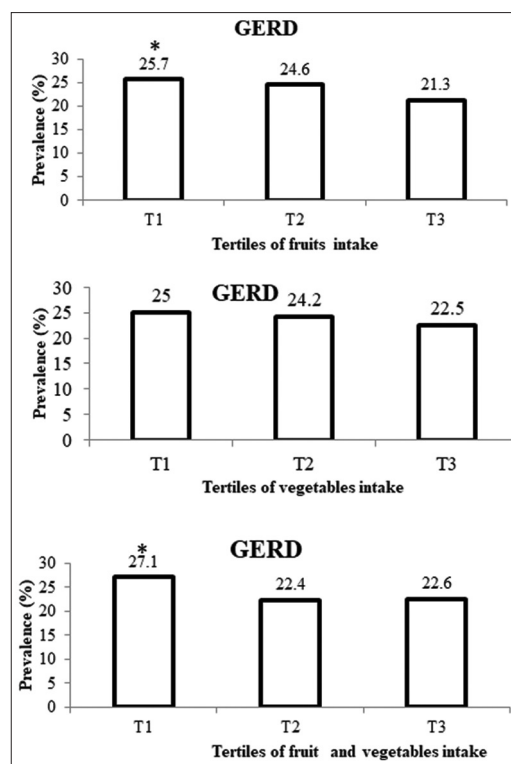 GERD
*
25.7
24.6
21.3
Prevalence (%)
30
25
20
15
10
5
0
T1 T2 T3
Tertiles of fruits intake
GERD
25
24.2
22.5
Prevalence (%)
30
25
20
15
10
5
0
T1 T2 T3
Tertiles of vegetables intake
GERD
*
27.1
22.4
22.6
Prevalence (%)
30
25
20
15
10
5
0
T1 T2 T3
Tertiles of fruit and vegetables intake